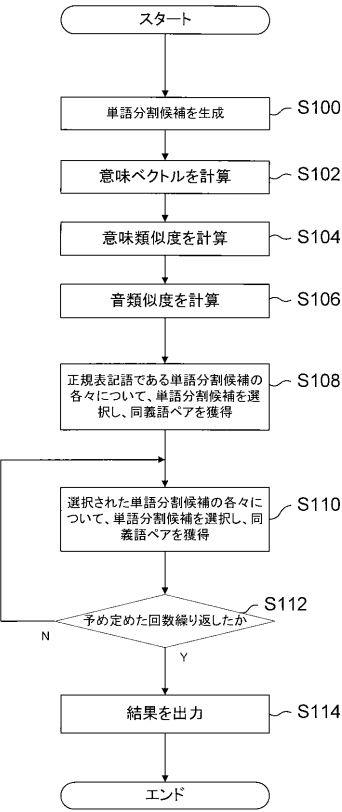 スタート
単語分割候補を生成
S100
意味ベクトルを計算
S102
意味類似度を計算
S104
音類似度を計算
S106
正規表記語である単語分割候補の
各々について、単語分割候補を選
択し、同義語ペアを獲得
S108
選択された単語分割候補の各々に
ついて、単語分割候補を選択し、同
義語ペアを獲得
S110
予め定めた回数繰り返したか
S112
N
Y
結果を出力
S114
エンド